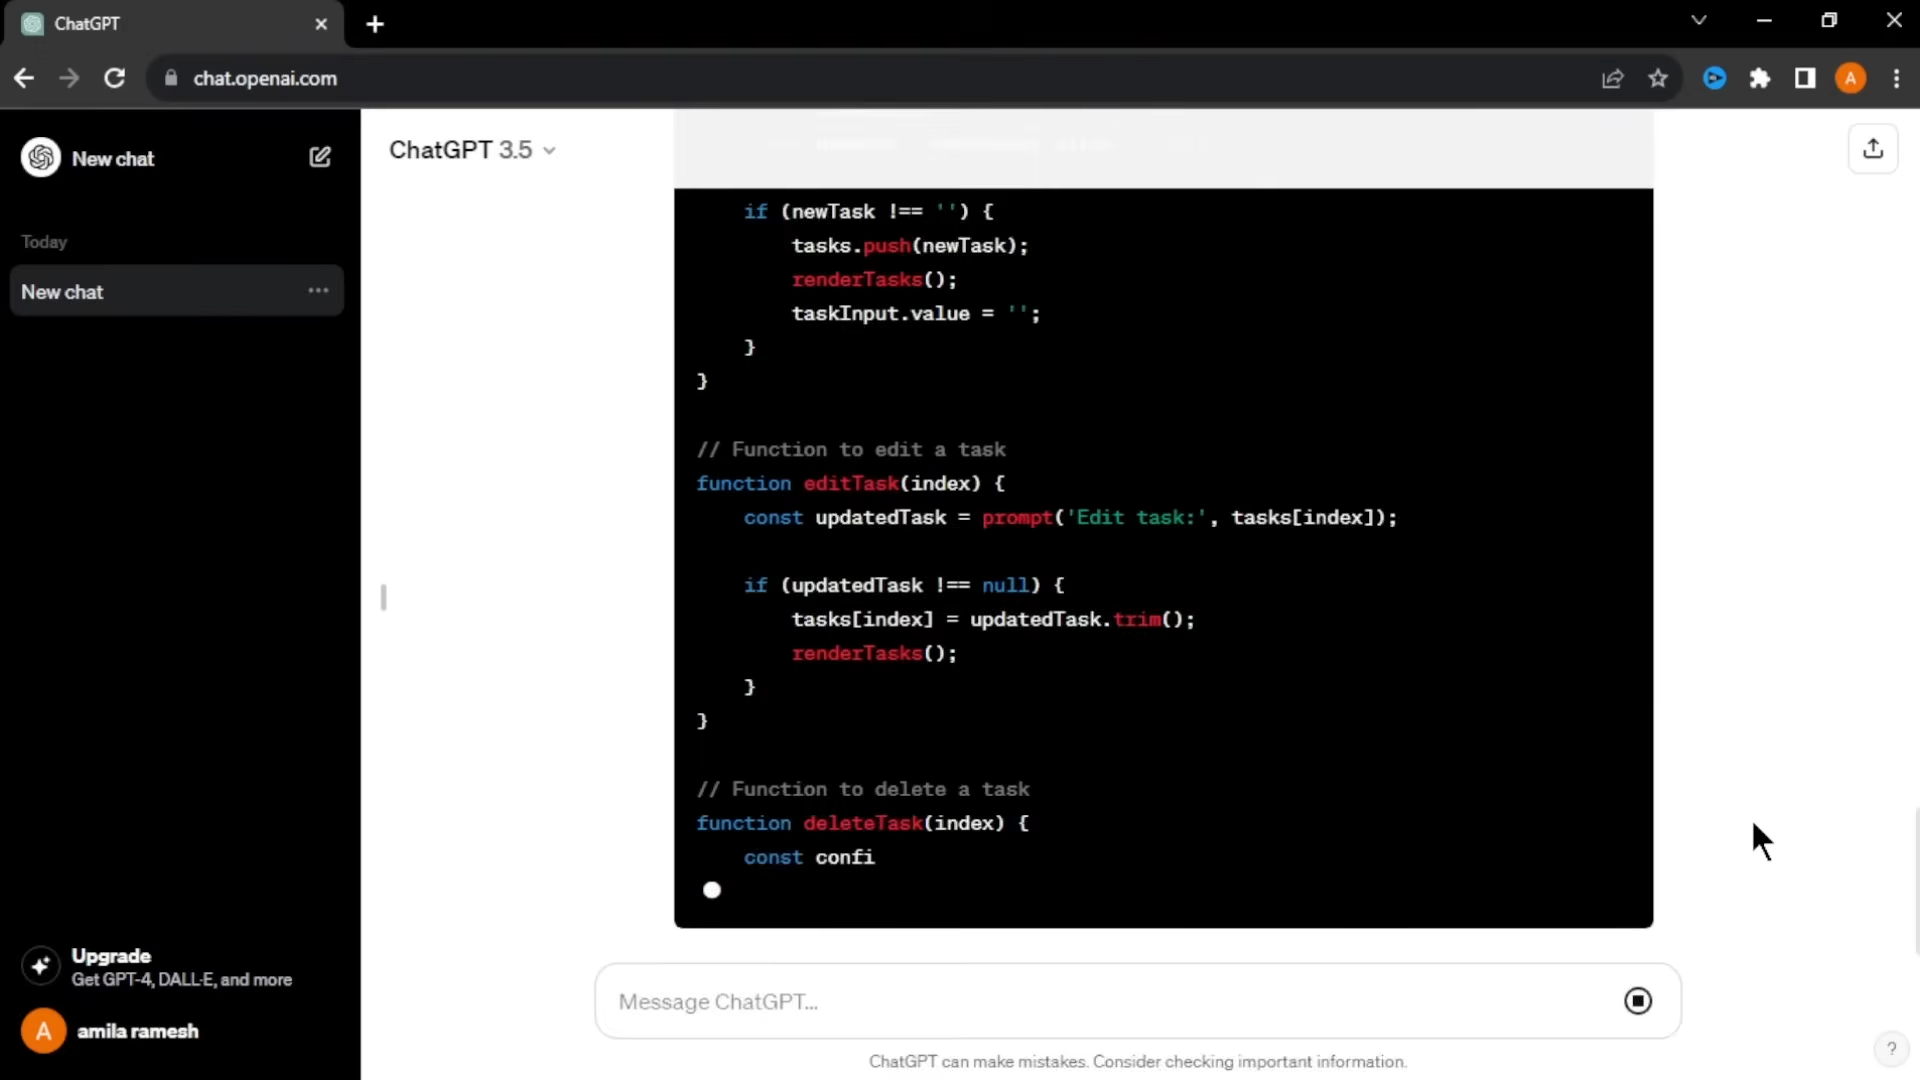 ChatGPT
chat.openai.com
A
New chat
ChatGPT 3.5
Today
New chat
if (newTask !== '') {
tasks.push(newTask);
renderTasks();
taskInput.value = '';
}
}
// Function to edit a task
function editTask(index) {
const updatedTask = prompt('Edit task:', tasks[index]);
if (updatedTask !== null) {
tasks[index] = updatedTask.trim();
renderTasks();
}
}
// Function to delete a task
function deleteTask(index) {
const confi
Upgrade
Get GPT-4, DALL·E, and more
A
amila ramesh
Message ChatGPT...
ChatGPT can make mistakes. Consider checking important information.
?